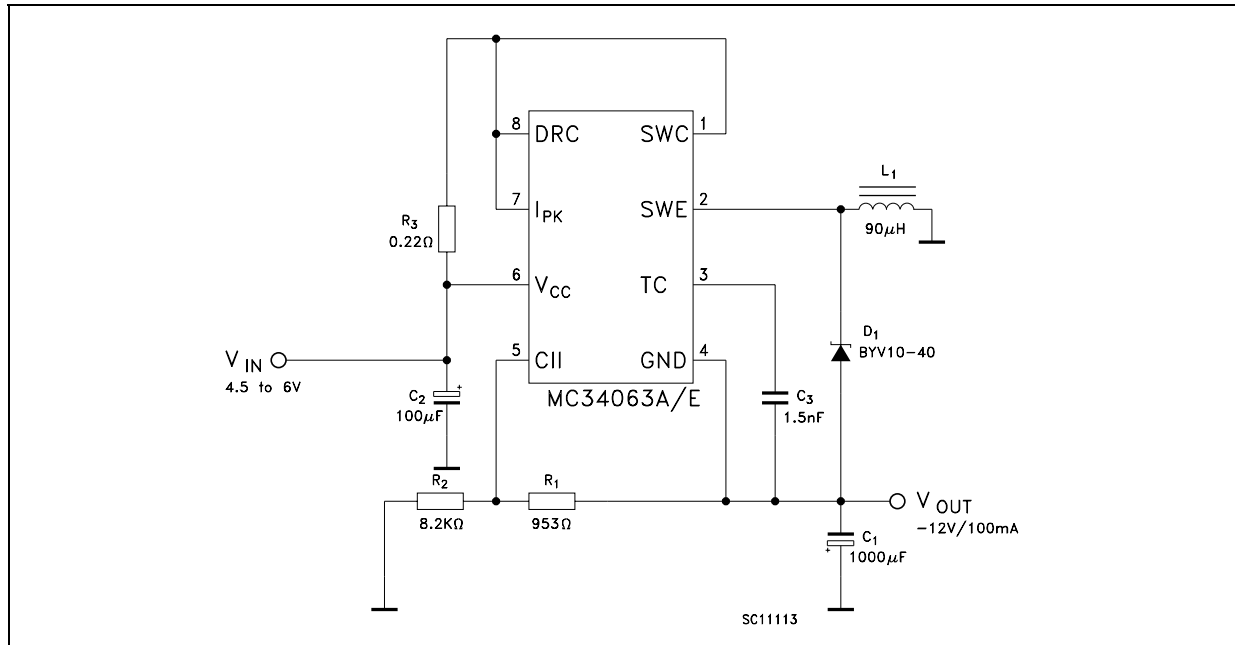 8 DRC SWC 1
7 I_PK SWE 2
L1
90μH
R3
0.22Ω
6 V_CC TC 3
D1
BYV10-40
V_IN
4.5 to 6V
5 CII GND 4
C2
100μF
+
MC34063A/E
C3
1.5nF
R2
8.2KΩ
R1
953Ω
V_OUT
-12V/100mA
C1
1000μF
+
SC11113